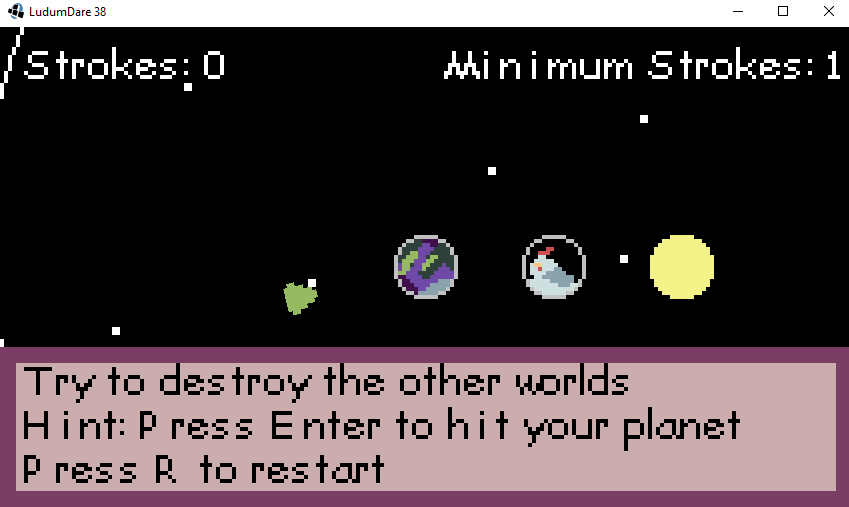 LudumDare 38
Strokes: 0
Minimum Strokes: 1
Try to destroy the other worlds
Hint: Press Enter to hit your planet
Press R to restart